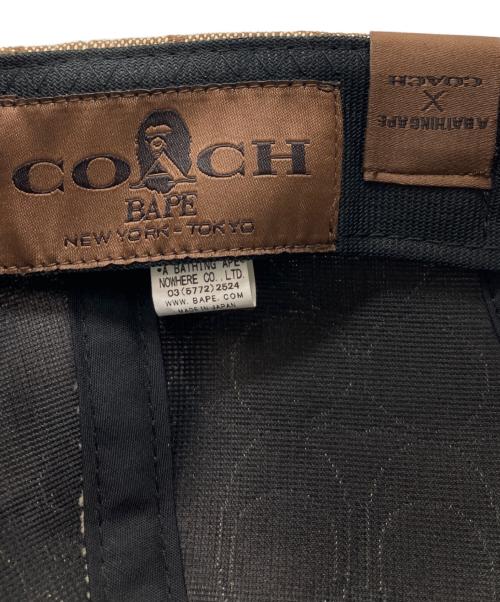 COACH
BAPE
NEW YORK - TOKYO
A BATHING APE
X
COACH
•A BATHING APE•
NOWHERE CO., LTD.
03(5772)2524
WWW. BAPE. COM
MADE IN JAPAN